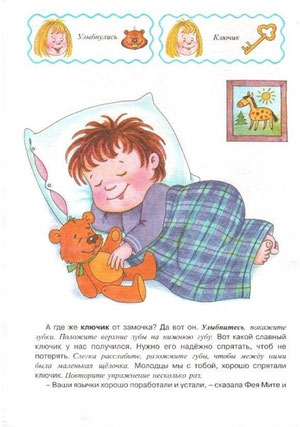 Улыбнулись
Ключик
А где же ключик от замочка? Да вот он. Улыбнитесь, покажите
зубки. Положите верхние зубы на нижнюю губу. Вот какой славный
ключик у нас получился. Нужно его надёжно спрятать, чтоб не
потерять. Слегка расслабьте, разожмите губы, чтобы между ними
была маленькая щёлочка. Молодцы мы с тобой, хорошо спрятали
ключик. Повторите упражнение несколько раз.
– Ваши язычки хорошо поработали и устали, – сказала Фея Мите и